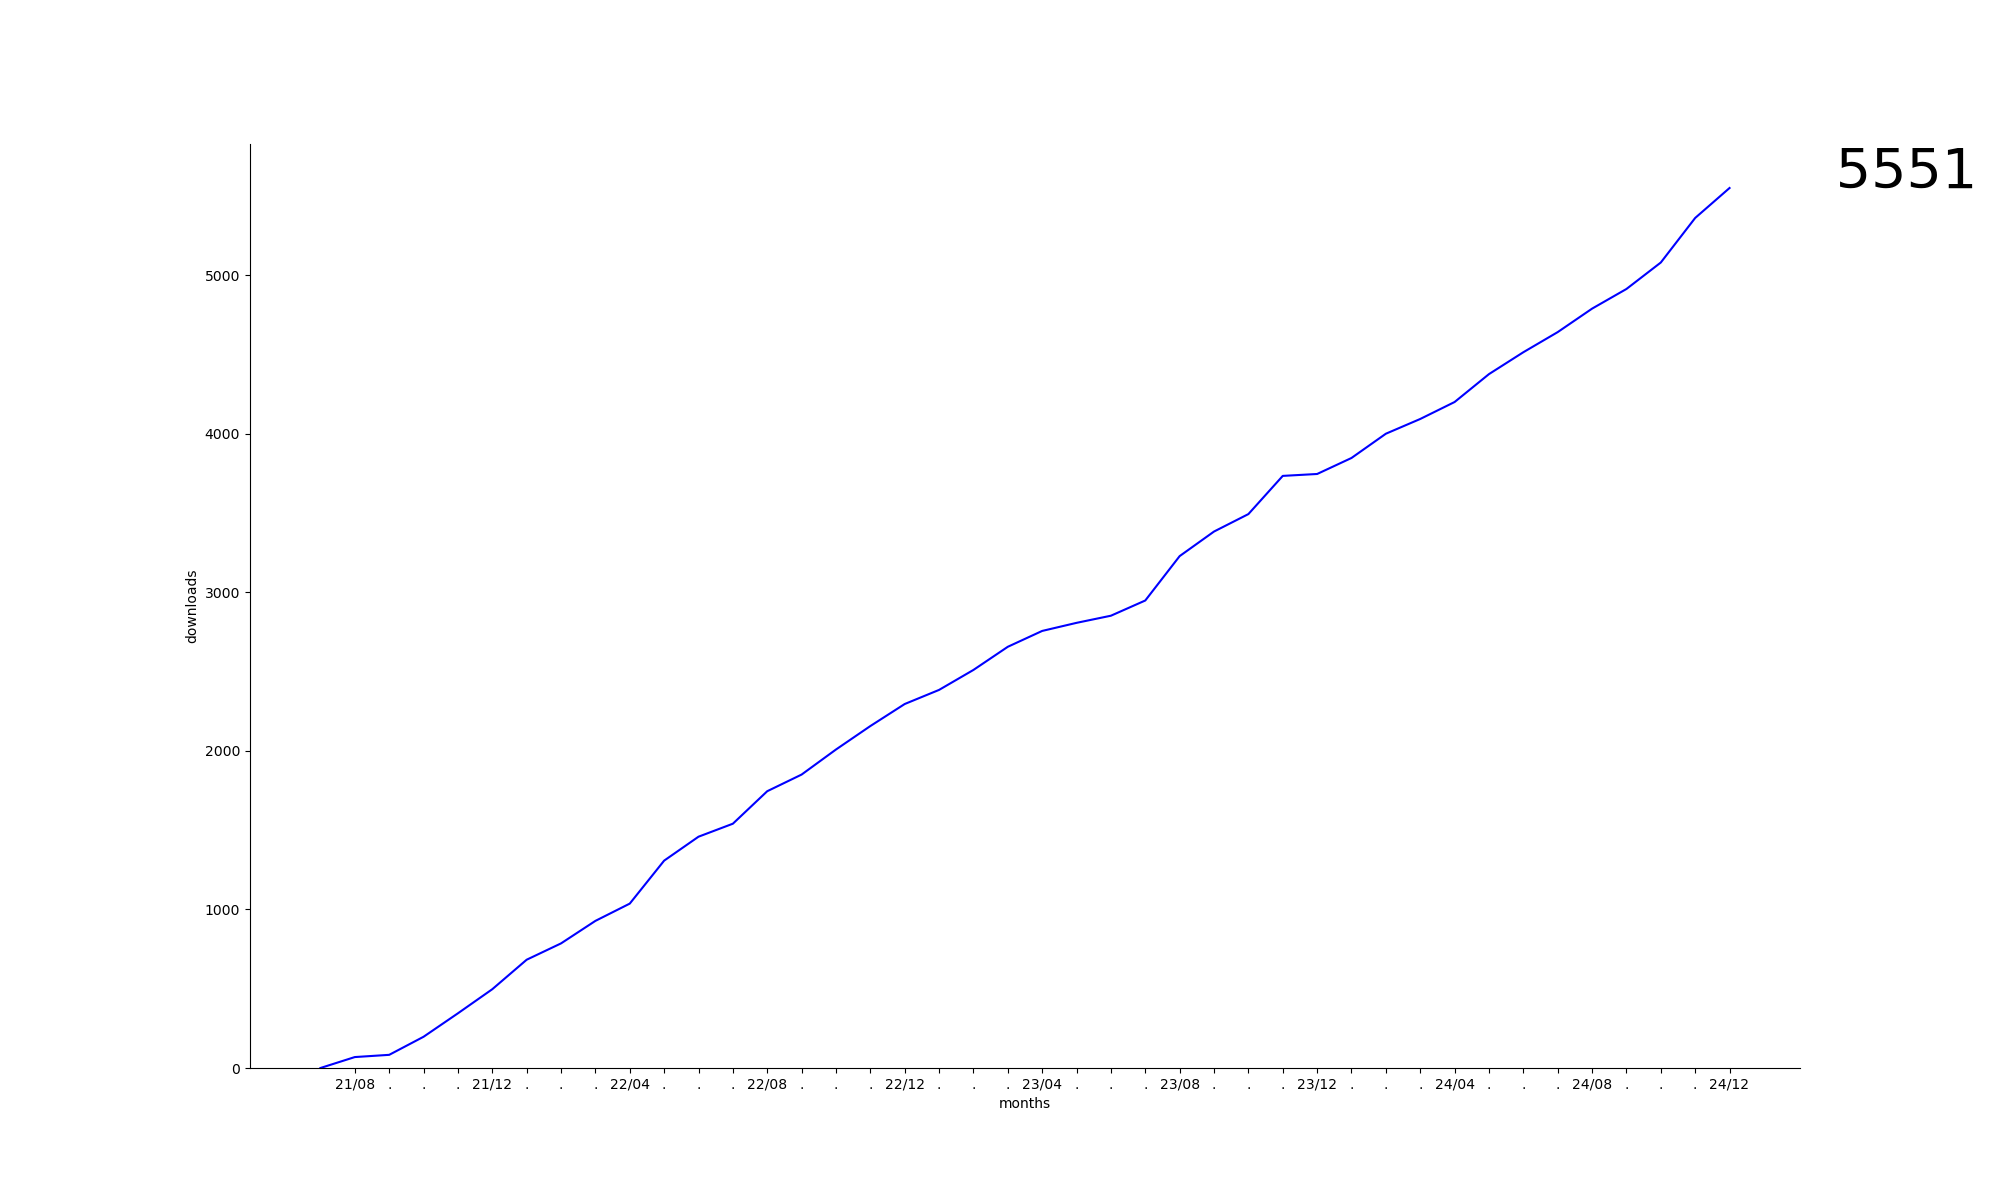 5551
5000
4000
3000
2000
1000
0
downloads
21/08 . . . 21/12 . . . 22/04 . . . 22/08 . . . 22/12 . . . 23/04 . . . 23/08 . . . 23/12 . . . 24/04 . . . 24/08 . . . 24/12
months